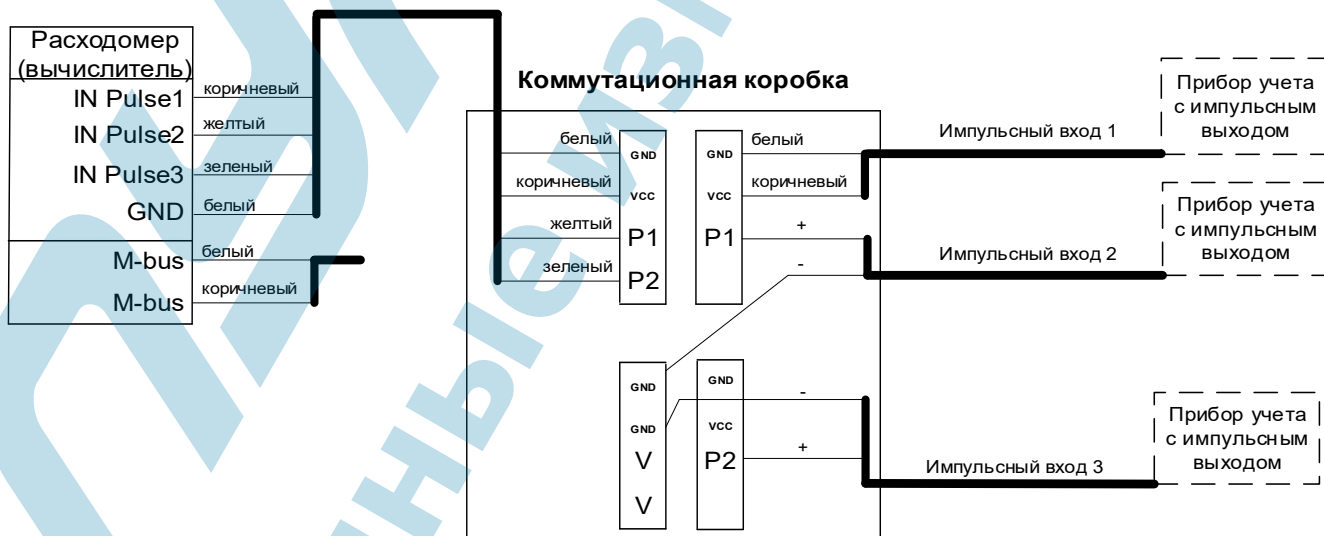 Расходомер
(вычислитель)
IN Pulse1
коричневый
IN Pulse2
желтый
IN Pulse3
зеленый
GND
белый
M-bus
белый
M-bus
коричневый
Коммутационная коробка
белый
GND
коричневый
VCC
желтый
P1
зеленый
P2
GND
белый
VCC
коричневый
P1
+
-
GND
GND
V
V
GND
-
VCC
P2
+
Импульсный вход 1
Прибор учета
с импульсным
выходом
Импульсный вход 2
Прибор учета
с импульсным
выходом
Импульсный вход 3
Прибор учета
с импульсным
выходом